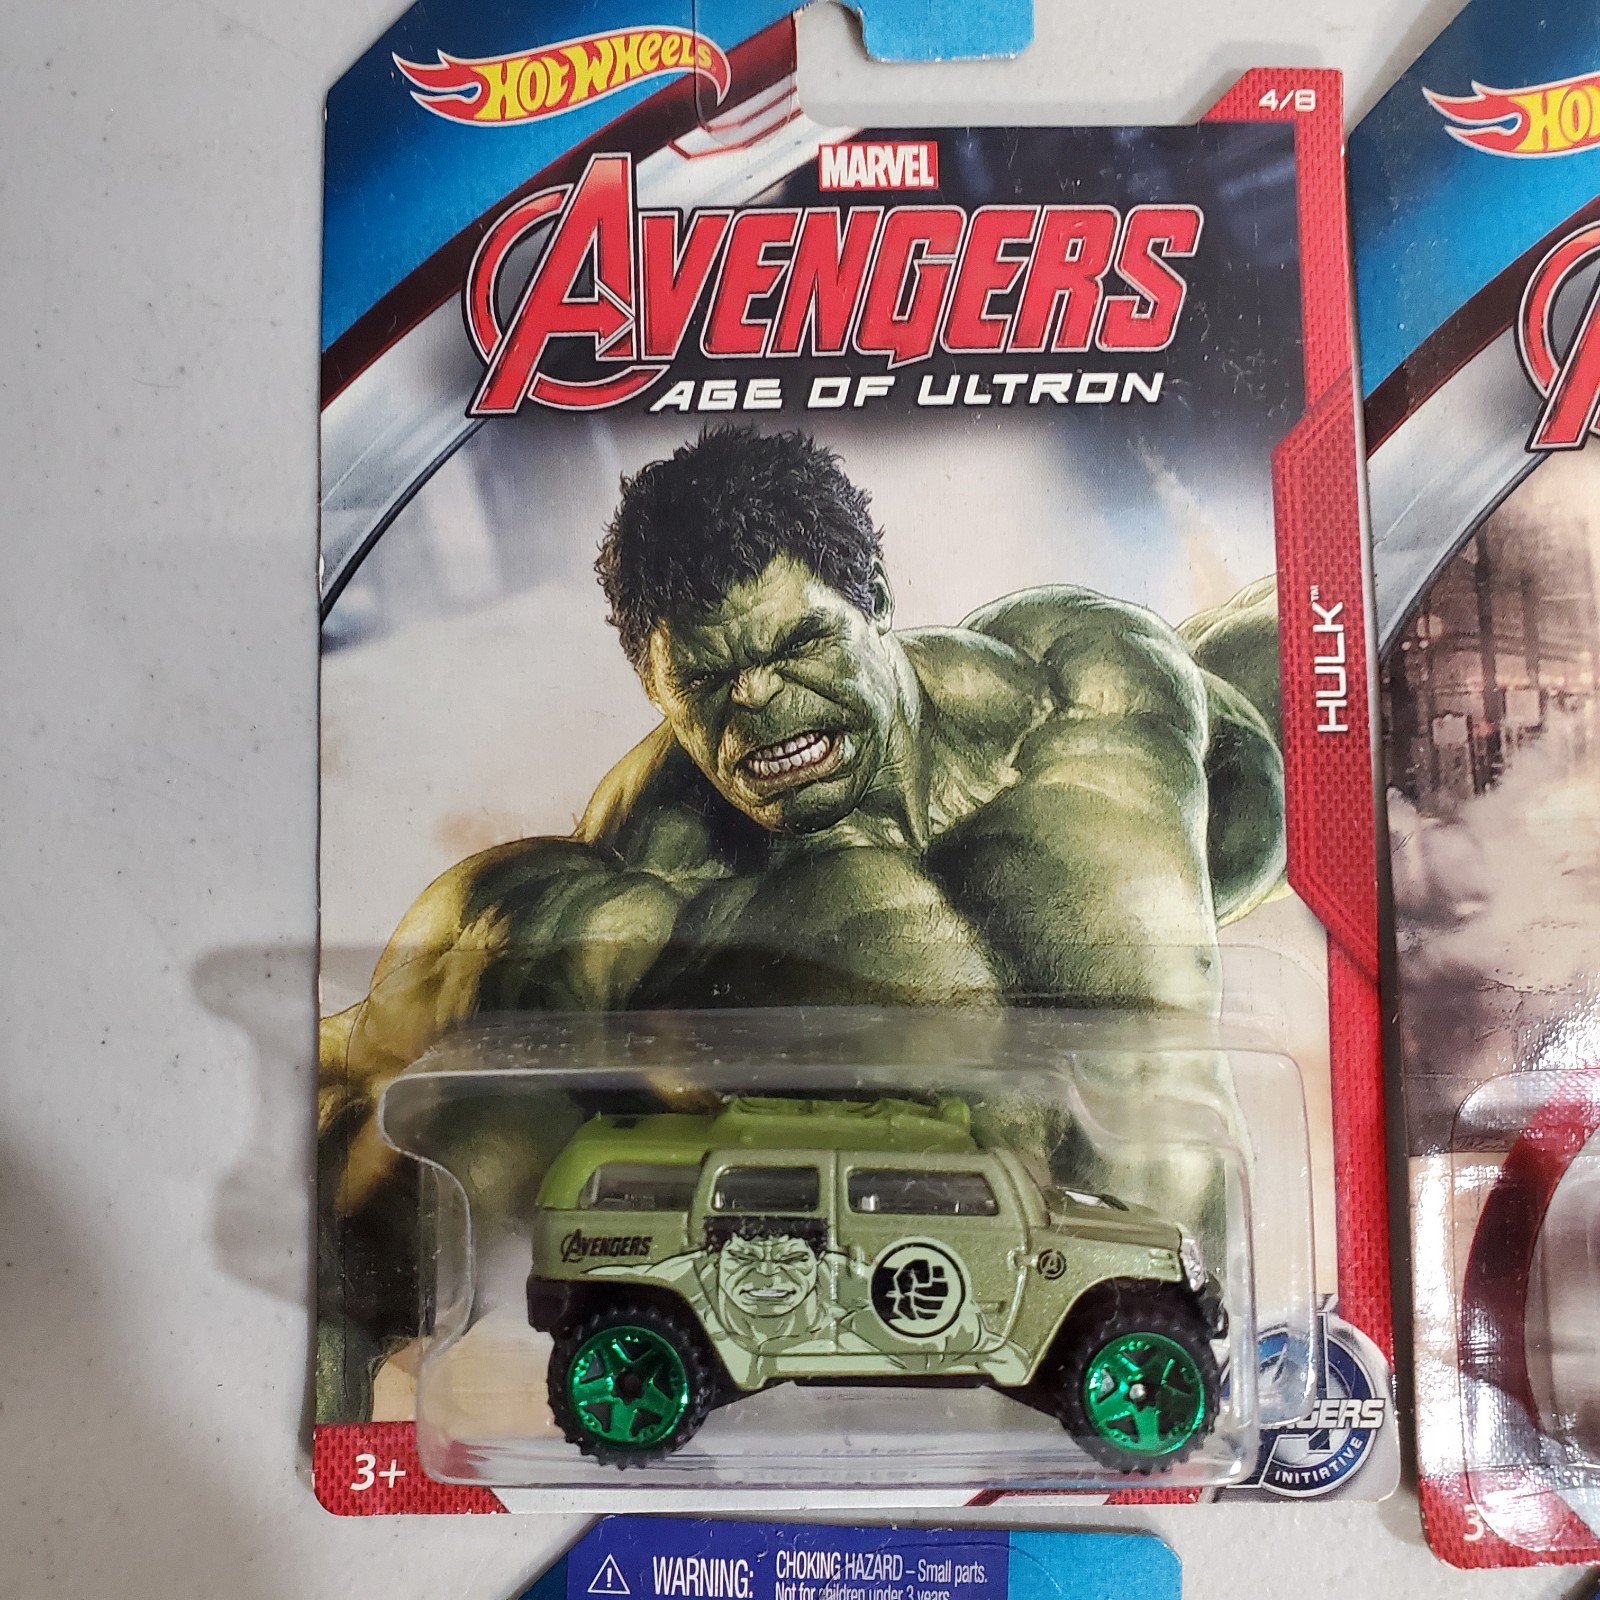 HOT WHEELS
4/8
MARVEL
AVENGERS
AGE OF ULTRON
HULK™
AVENGERS
A
INITIATIVE
3+
WARNING: CHOKING HAZARD – Small parts.
Not for children under 3 years